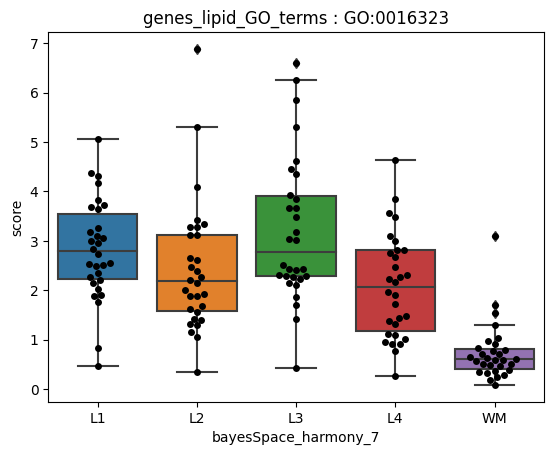 genes_lipid_GO_terms : GO:0016323
7
6
5
4
3
2
1
0
score
L1 L2 L3 L4 WM
bayesSpace_harmony_7